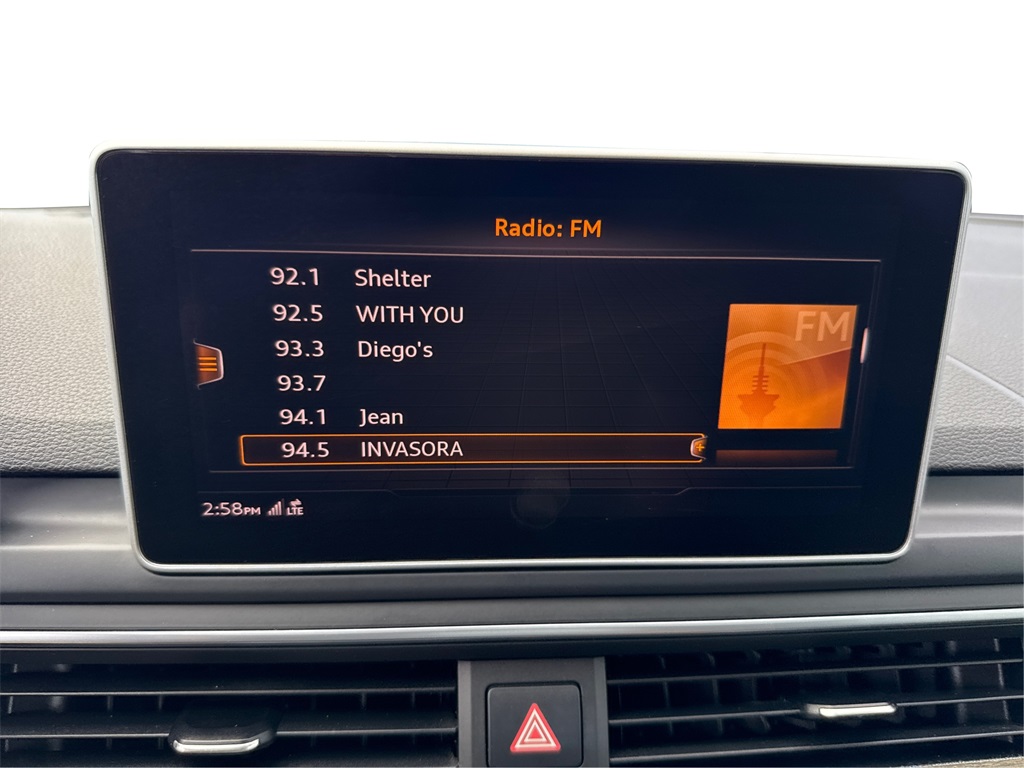 Radio: FM
92.1 Shelter
92.5 WITH YOU
93.3 Diego's
93.7
94.1 Jean
94.5 INVASORA
FM
2:58PM LTE